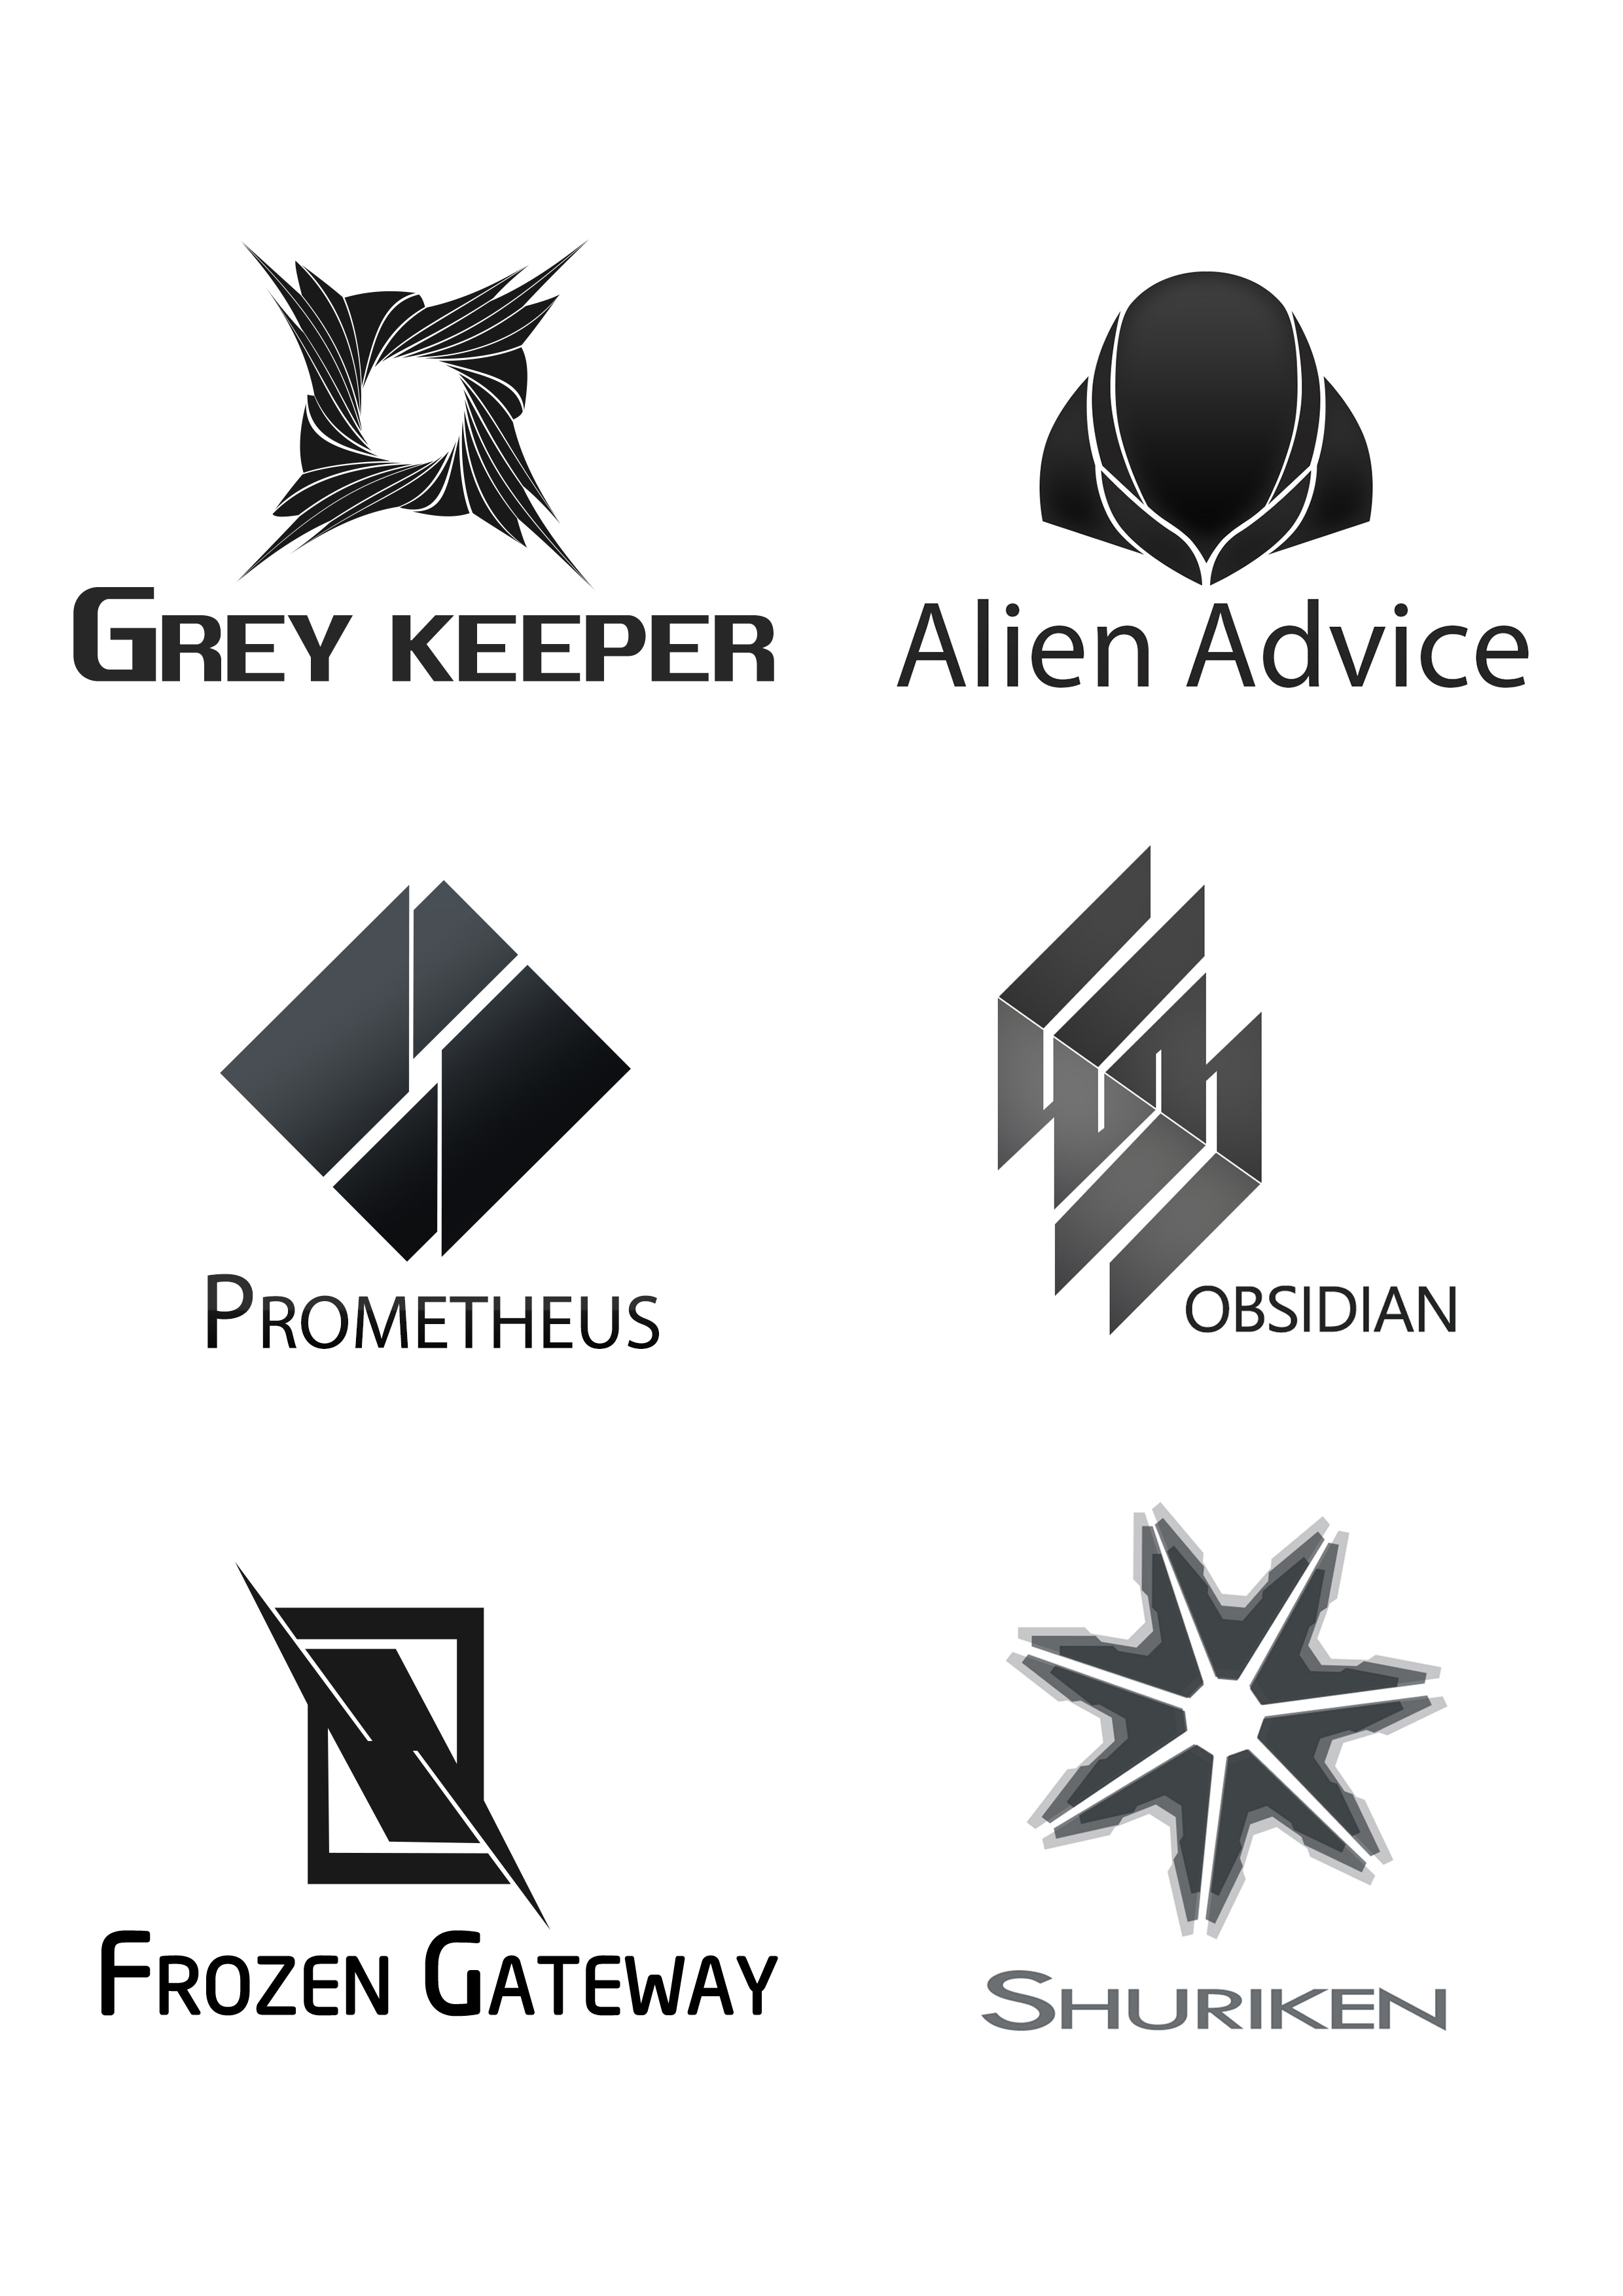 GREY KEEPER
Alien Advice
PROMETHEUS
OBSIDIAN
FROZEN GATEWAY
SHURIKEN